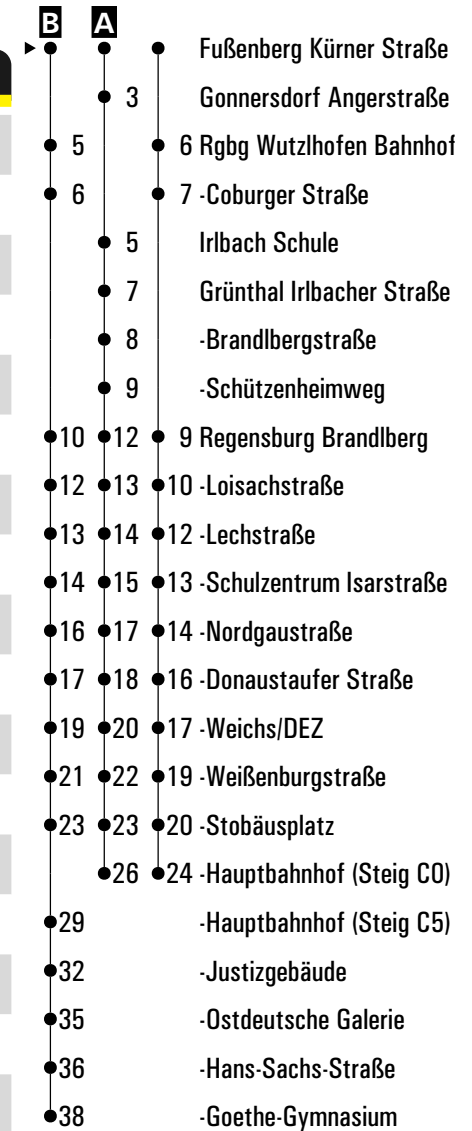 B A
Fußenberg Kürner Straße
3 Gonnersdorf Angerstraße
5 6 Rgbg Wutzlhofen Bahnhof
6 7 -Coburger Straße
5 Irlbach Schule
7 Grünthal Irlbacher Straße
8 -Brandlbergstraße
9 -Schützenheimweg
10 12 9 Regensburg Brandlberg
12 13 10 -Loisachstraße
13 14 12 -Lechstraße
14 15 13 -Schulzentrum Isarstraße
16 17 14 -Nordgaustraße
17 18 16 -Donaustaufer Straße
19 20 17 -Weichs/DEZ
21 22 19 -Weißenburgstraße
23 23 20 -Stobäusplatz
26 24 -Hauptbahnhof (Steig C0)
29 -Hauptbahnhof (Steig C5)
32 -Justizgebäude
35 -Ostdeutsche Galerie
36 -Hans-Sachs-Straße
38 -Goethe-Gymnasium